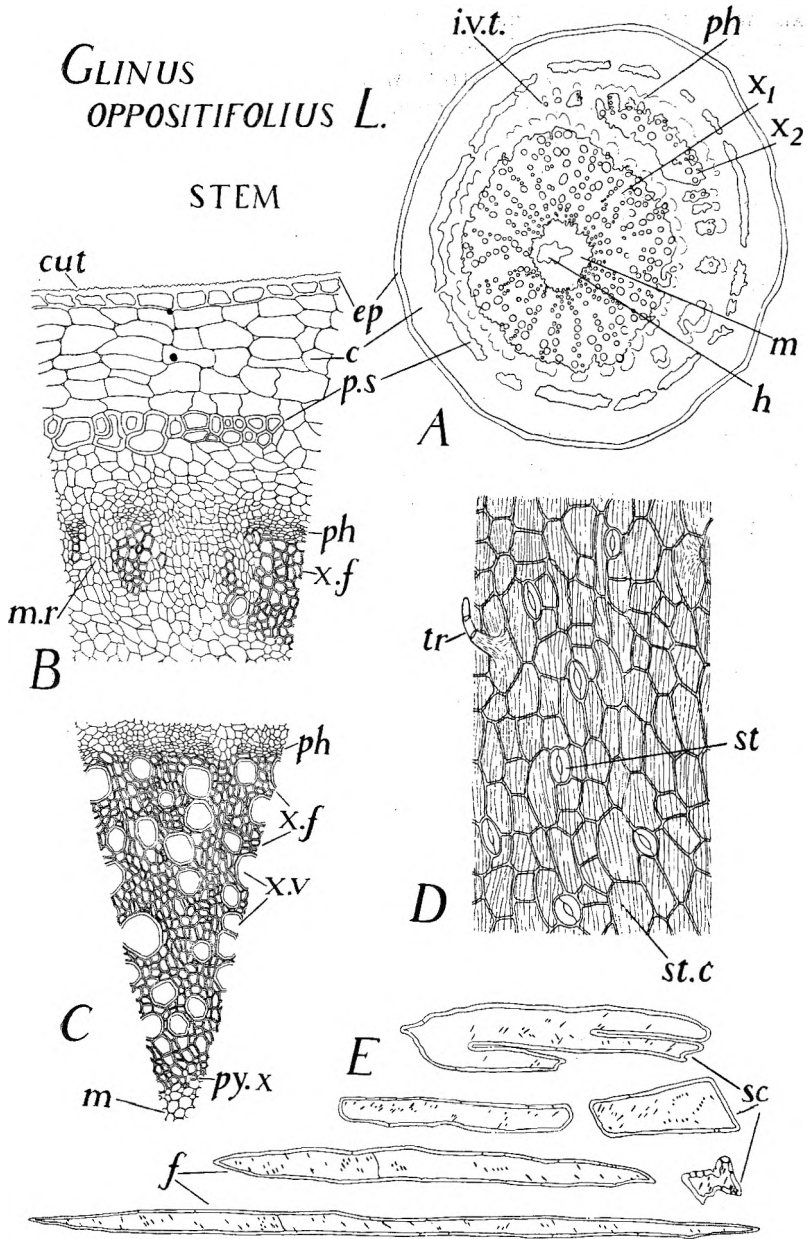 GLINUS
OPPOSITIFOLIUS L.
STEM
i.v.t.
ph
x1
x2
m
h
A
cut
ep
c
p.s
ph
x.f
m.r
B
tr
st
st.c
D
ph
x.f
x.v
py.x
m
C
E
sc
f